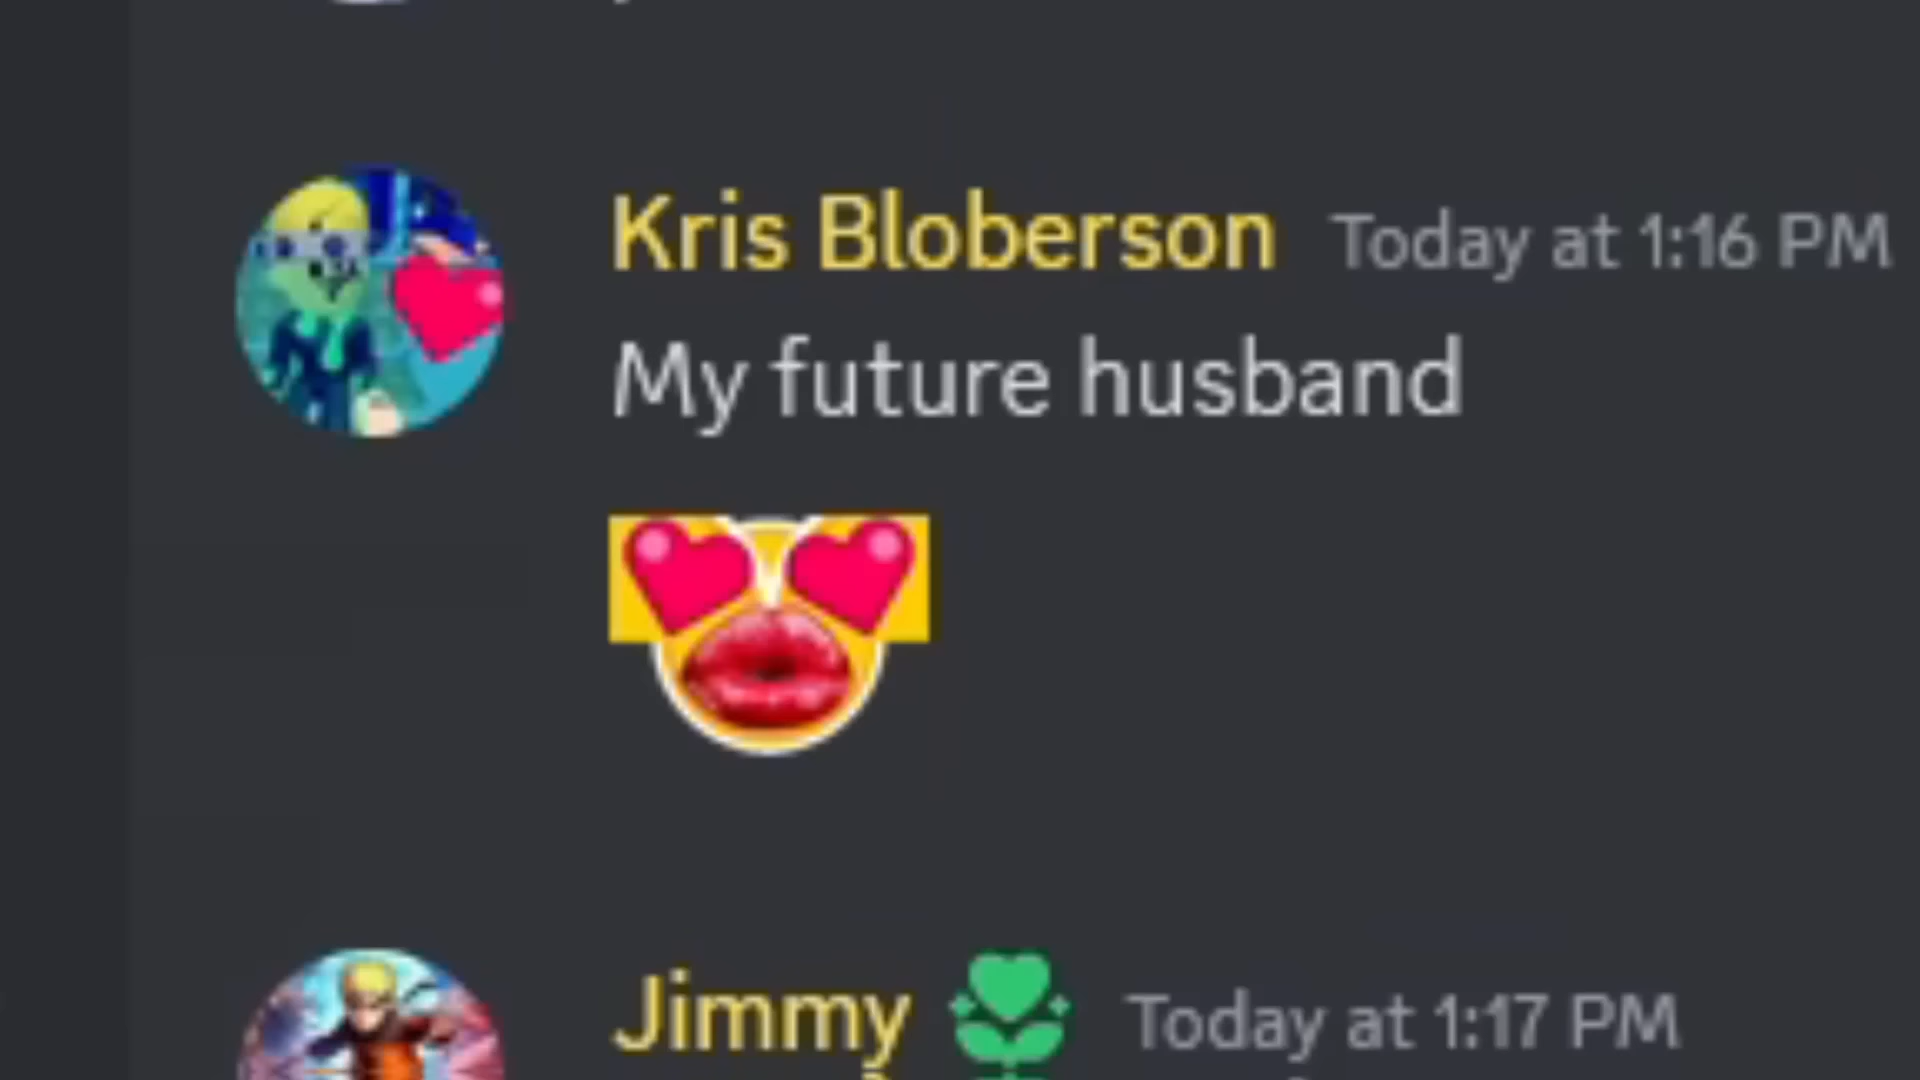 Kris Bloberson Today at 1:16 PM
My future husband
Jimmy Today at 1:17 PM